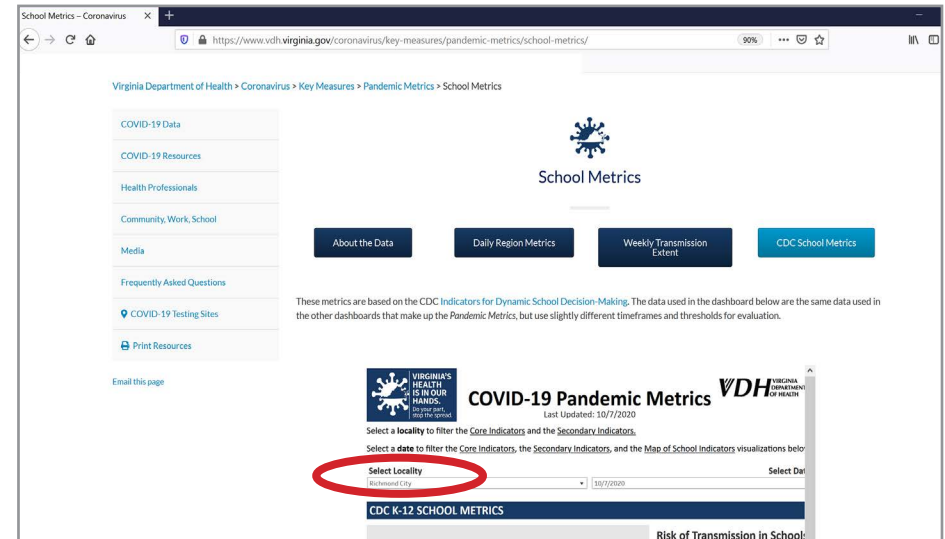 School Metrics – Coronavirus
https://www.vdh.virginia.gov/coronavirus/key-measures/pandemic-metrics/school-metrics/
90%
Virginia Department of Health > Coronavirus > Key Measures > Pandemic Metrics > School Metrics
COVID-19 Data
COVID-19 Resources
Health Professionals
Community, Work, School
Media
Frequently Asked Questions
COVID-19 Testing Sites
Print Resources
Email this page
School Metrics
About the Data
Daily Region Metrics
Weekly Transmission
Extent
CDC School Metrics
These metrics are based on the CDC Indicators for Dynamic School Decision-Making. The data used in the dashboard below are the same data used in
the other dashboards that make up the Pandemic Metrics, but use slightly different timeframes and thresholds for evaluation.
VIRGINIA'S
HEALTH
IS IN OUR
HANDS.
Do your part,
stop the spread.
COVID-19 Pandemic Metrics
Last Updated: 10/7/2020
VDH VIRGINIA
DEPARTMENT
OF HEALTH
Select a locality to filter the Core Indicators and the Secondary Indicators.
Select a date to filter the Core Indicators, the Secondary Indicators, and the Map of School Indicators visualizations belo
Select Locality
Select Dat
Richmond City
10/7/2020
CDC K-12 SCHOOL METRICS
Risk of Transmission in Schools